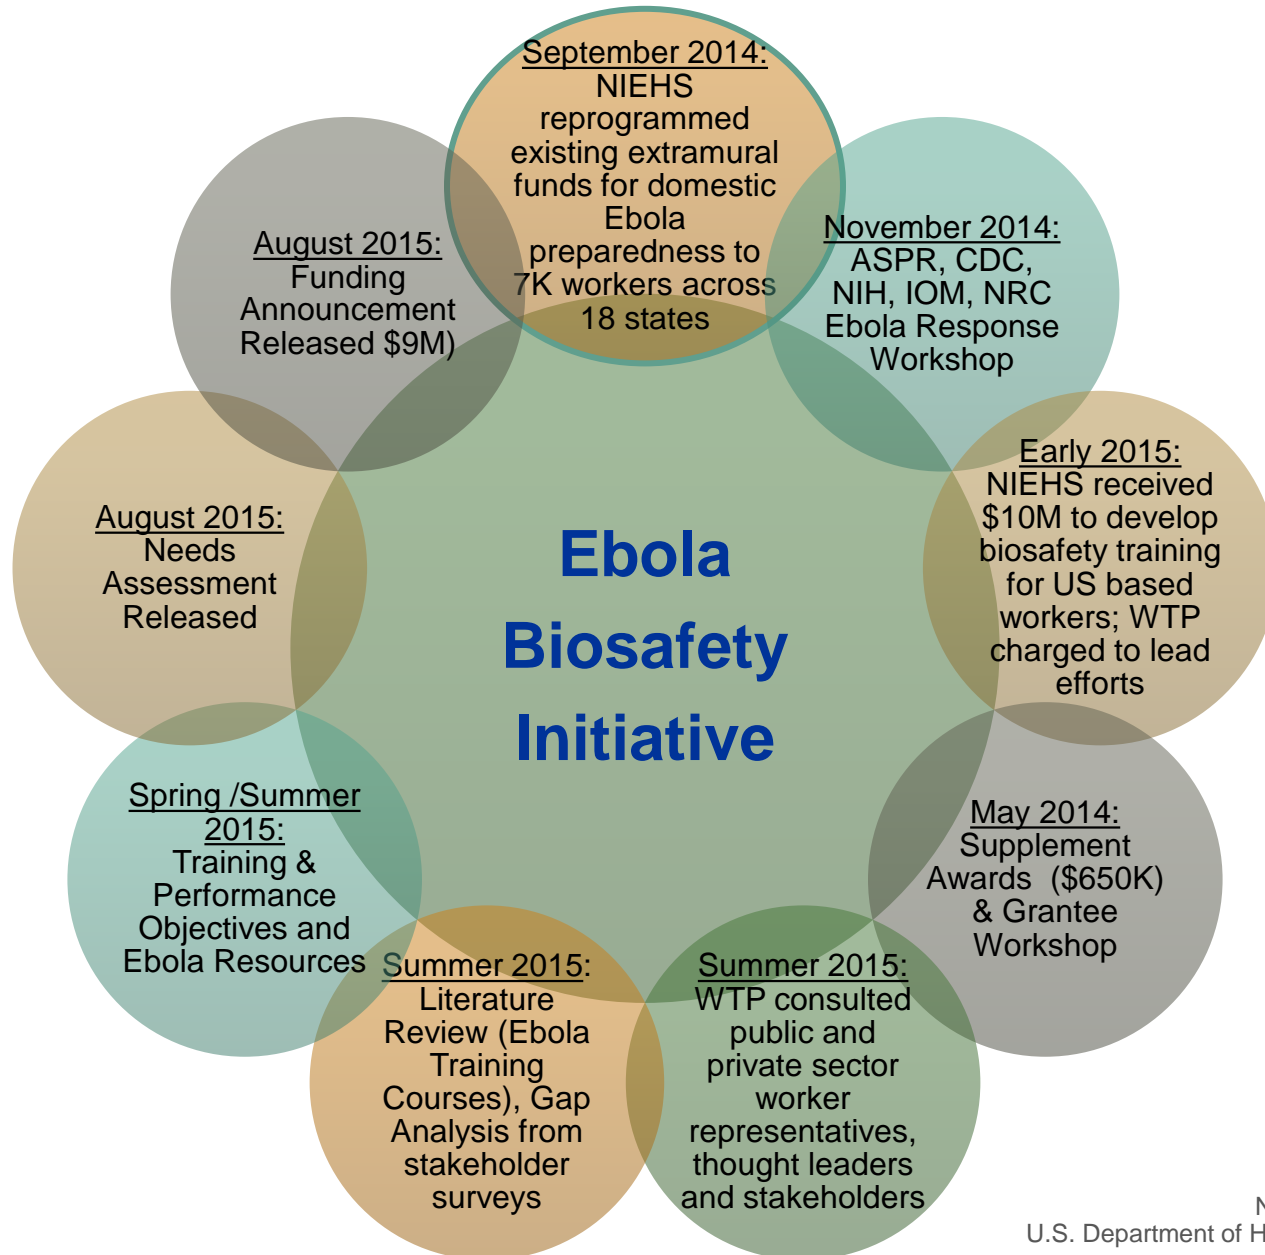 September 2014:
NIEHS
reprogrammed
existing extramural
funds for domestic
Ebola
preparedness to
7K workers across
18 states
November 2014:
ASPR, CDC,
NIH, IOM, NRC
Ebola Response
Workshop
Early 2015:
NIEHS received
$10M to develop
biosafety training
for US based
workers; WTP
charged to lead
efforts
May 2014:
Supplement
Awards ($650K)
& Grantee
Workshop
Summer 2015:
WTP consulted
public and
private sector
worker
representatives,
thought leaders
and stakeholders
Summer 2015:
Literature
Review (Ebola
Training
Courses), Gap
Analysis from
stakeholder
surveys
Spring /Summer
2015:
Training &
Performance
Objectives and
Ebola Resources
August 2015:
Needs
Assessment
Released
August 2015:
Funding
Announcement
Released $9M)
Ebola
Biosafety
Initiative
N
U.S. Department of H